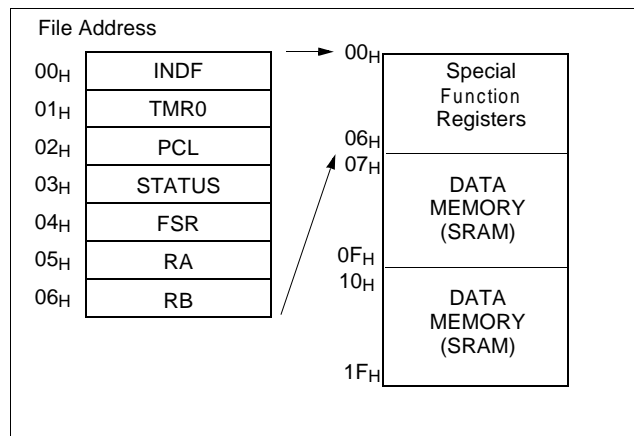 File Address
00H INDF
01H TMR0
02H PCL
03H STATUS
04H FSR
05H RA
06H RB
00H
Special
Function
Registers
06H
07H
DATA
MEMORY
(SRAM)
0FH
10H
DATA
MEMORY
(SRAM)
1FH